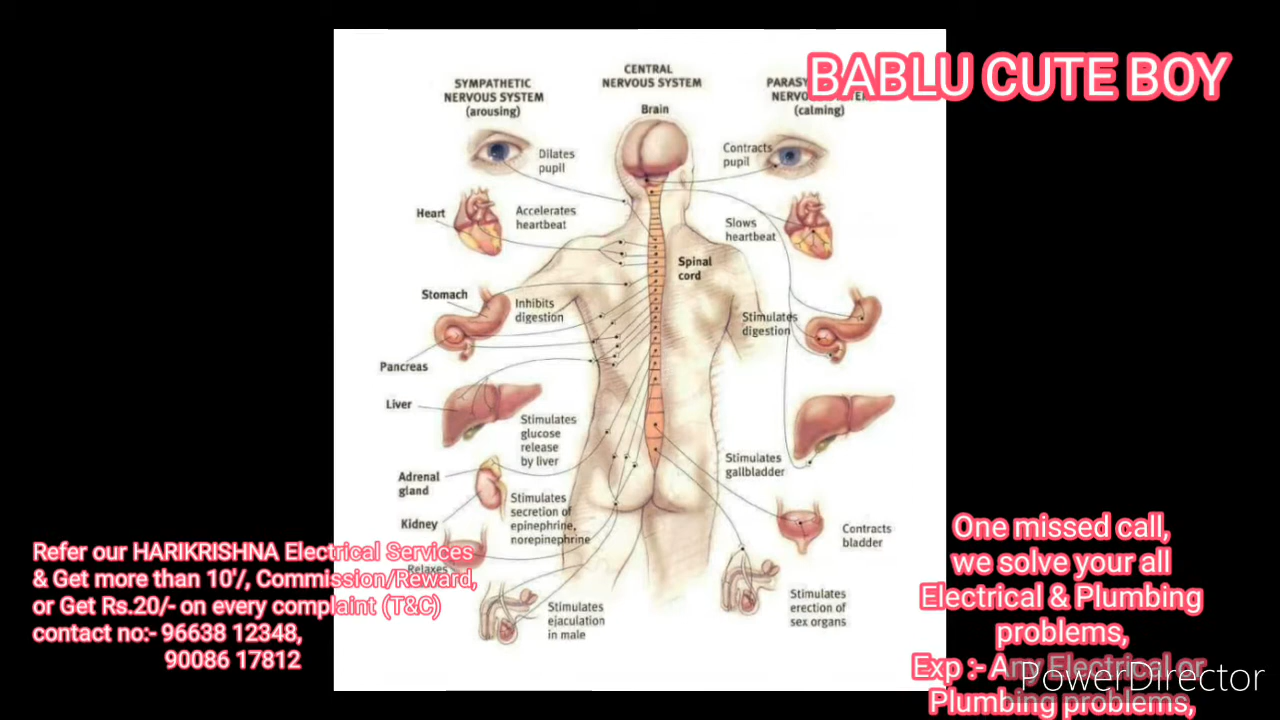 BABLU CUTE BOY
SYMPATHETIC
NERVOUS SYSTEM
(arousing)
CENTRAL
NERVOUS SYSTEM
Brain
(calming)
Dilates
pupil
Contracts
pupil
Heart
Accelerates
heartbeat
Slows
heartbeat
Spinal
cord
Stomach
Inhibits
digestion
Stimulates
digestion
Pancreas
Liver
Stimulates
glucose
release
by liver
Stimulates
gallbladder
Adrenal
gland
Stimulates
secretion of
epinephrine,
norepinephrine
Kidney
Contracts
bladder
Relaxes
Stimulates
ejaculation
in male
Stimulates
erection of
sex organs
Refer our HARIKRISHNA Electrical Services
& Get more than 10'/, Commission/Reward,
or Get Rs.20/- on every complaint (T&C)
contact no:- 96638 12348,
90086 17812
One missed call,
we solve your all
Electrical & Plumbing
problems,
Exp :- Any Electrical or
Plumbing problems,
PowerDirector